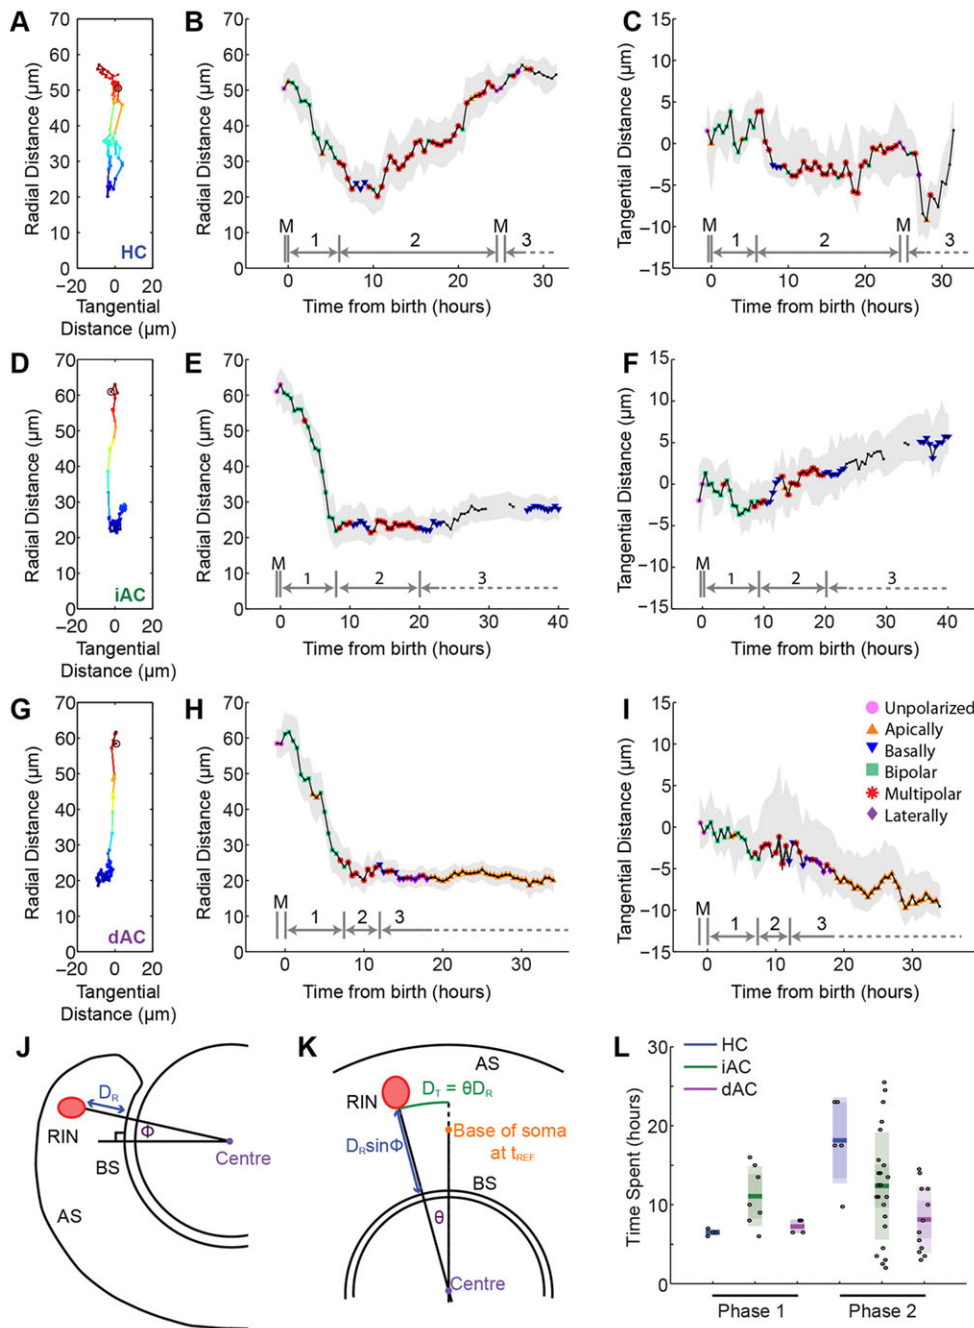 A
B
C
70
60
50
40
30
20
10
0
Radial Distance (µm)
HC
−20 0 20
Tangential
Distance (µm)
70
60
50
40
30
20
10
0
Radial Distance (µm)
M 1 2 M 3
0 10 20 30
Time from birth (hours)
15
10
5
0
−5
−10
−15
Tangential Distance (µm)
M 1 2 M 3
0 10 20 30
Time from birth (hours)
D
E
F
70
60
50
40
30
20
10
0
Radial Distance (µm)
iAC
−20 0 20
Tangential
Distance (µm)
70
60
50
40
30
20
10
0
Radial Distance (µm)
M 1 2 3
0 10 20 30 40
Time from birth (hours)
15
10
5
0
−5
−10
−15
Tangential Distance (µm)
M 1 2 3
0 10 20 30 40
Time from birth (hours)
G
H
I
70
60
50
40
30
20
10
0
Radial Distance (µm)
dAC
−20 0 20
Tangential
Distance (µm)
70
60
50
40
30
20
10
0
Radial Distance (µm)
M 1 2 3
0 10 20 30
Time from birth (hours)
15
10
5
0
−5
−10
−15
Tangential Distance (µm)
Unpolarized
Apically
Basally
Bipolar
Multipolar
Laterally
M 1 2 3
0 10 20 30
Time from birth (hours)
J
D_R
RIN
Φ
Centre
BS
AS
K
AS
RIN
D_T = θD_R
D_R sinΦ
Base of soma
at t_REF
BS
θ
Centre
L
HC
iAC
dAC
30
20
10
0
Time Spent (hours)
Phase 1
Phase 2